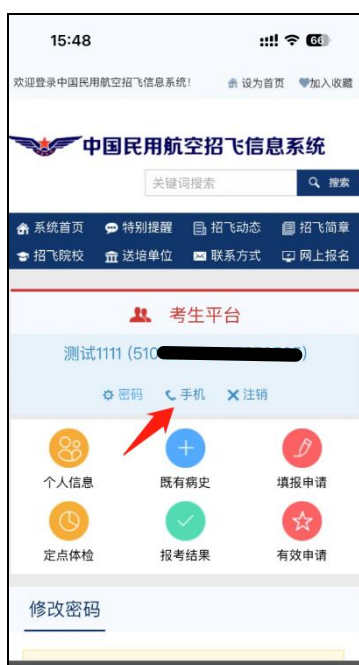 15:48 66
欢迎登录中国民用航空招飞信息系统! 设为首页 加入收藏
中国民用航空招飞信息系统
关键词搜索 搜索
系统首页 特别提醒 招飞动态 招飞简章
招飞院校 送培单位 联系方式 网上报名
考生平台
测试1111 (510 )
密码 手机 注销
个人信息 既有病史 填报申请
定点体检 报考结果 有效申请
修改密码